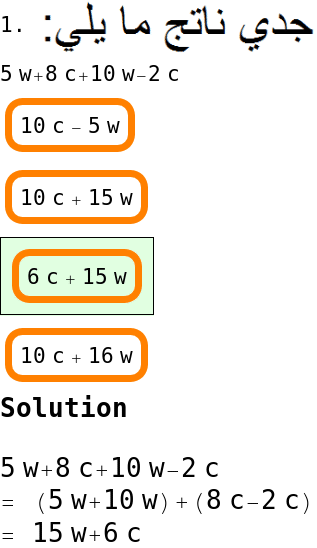 1. جدي ناتج ما يلي:
5 w+8 c+10 w−2 c
10 c − 5 w
10 c + 15 w
6 c + 15 w
10 c + 16 w
Solution
5 w+8 c+10 w−2 c
= (5 w+10 w) + (8 c−2 c)
= 15 w+6 c